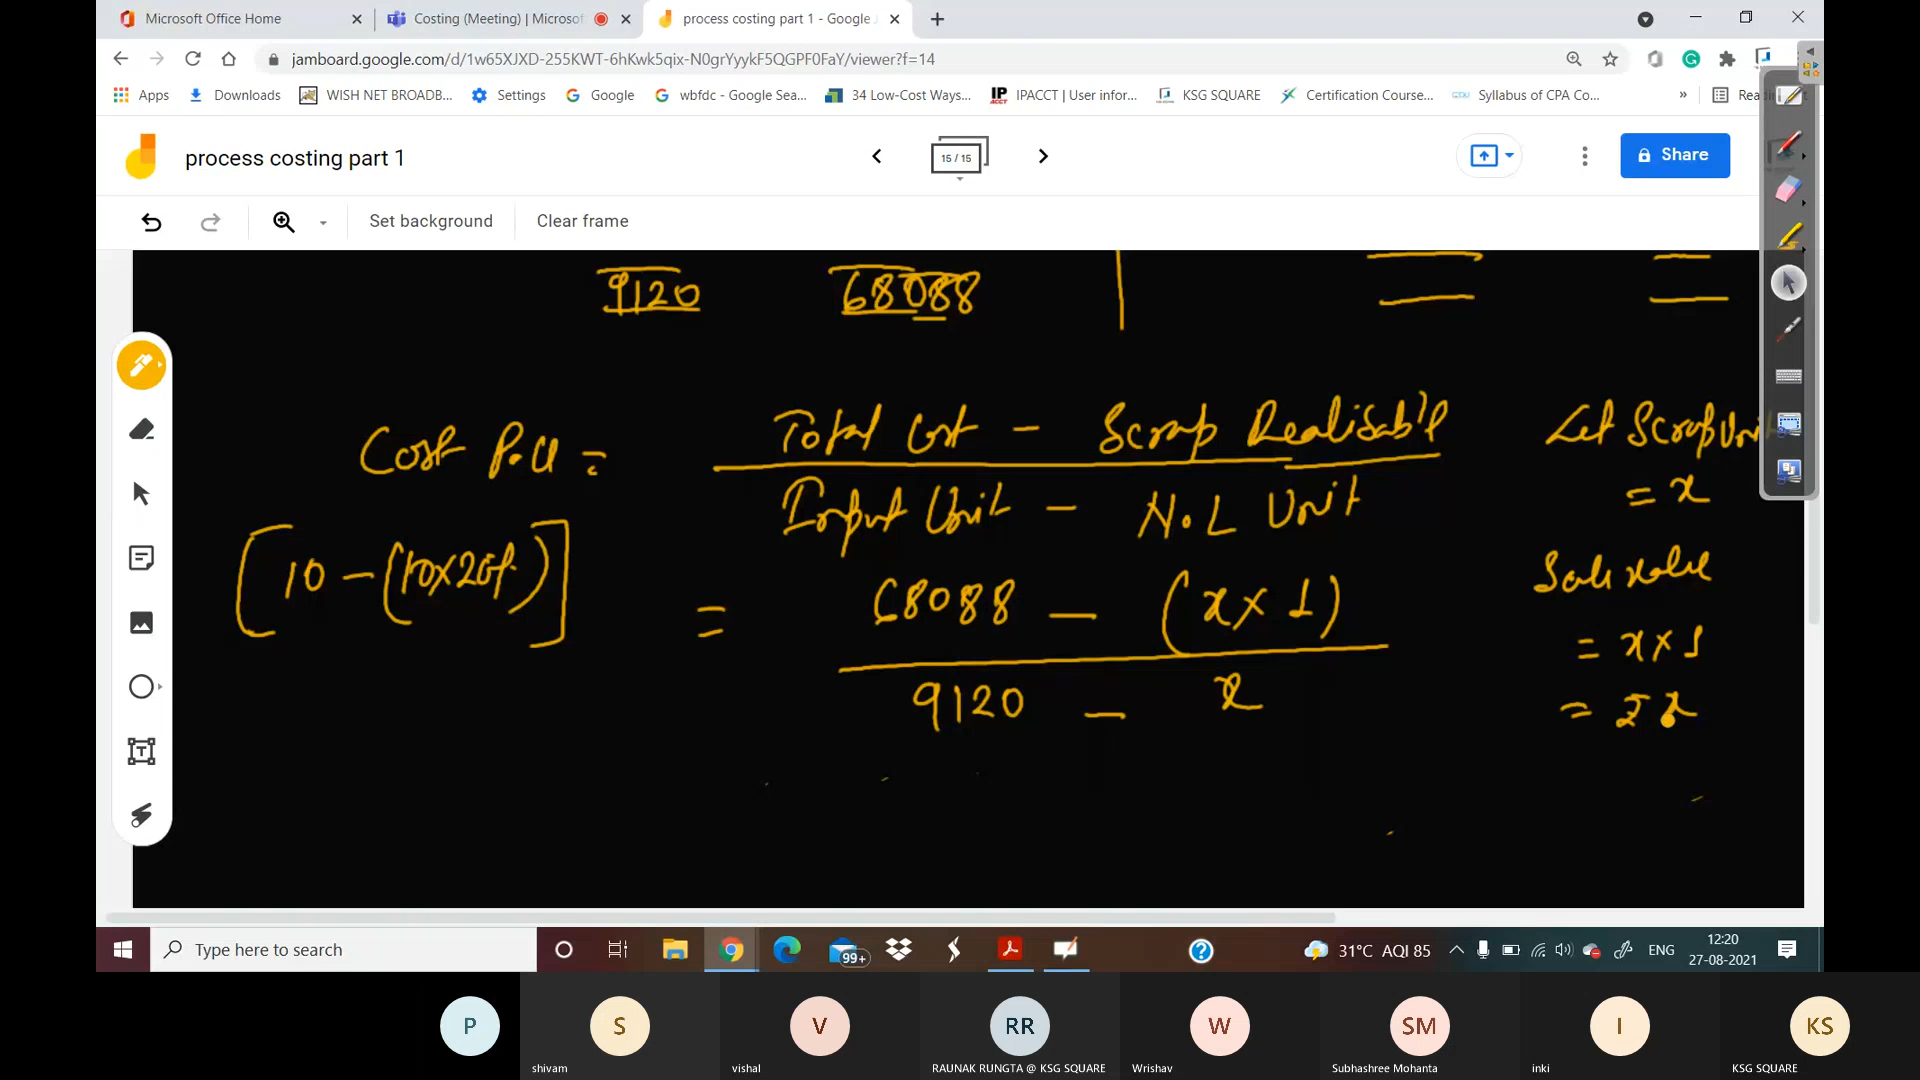 Microsoft Office Home
Costing (Meeting) | Microsof
process costing part 1 - Google J
jamboard.google.com/d/1w65XJXD-255KWT-6hKwk5qix-N0grYyykF5QGPF0FaY/viewer?f=14
Apps
Downloads
WISH NET BROADB...
Settings
Google
wbfdc - Google Sea...
34 Low-Cost Ways...
IPACCT | User infor...
KSG SQUARE
Certification Course...
Syllabus of CPA Co...
»
Read
process costing part 1
15 / 15
Share
Set background
Clear frame
9120 68088
Cost P.U = Total Cost - Scrap Realisab'l
Input Unit - N.L Unit
Let Scrap Unit
= x
[10 - (10x20%)]
= 68088 - (x × 1)
9120 - x
Sale value
= x × 1
Type here to search
99+
31°C AQI 85
ENG
12:20
27-08-2021
P
S
V
RR
W
SM
I
KS
shivam
vishal
RAUNAK RUNGTA @ KSG SQUARE
Wrishav
Subhashree Mohanta
inki
KSG SQUARE